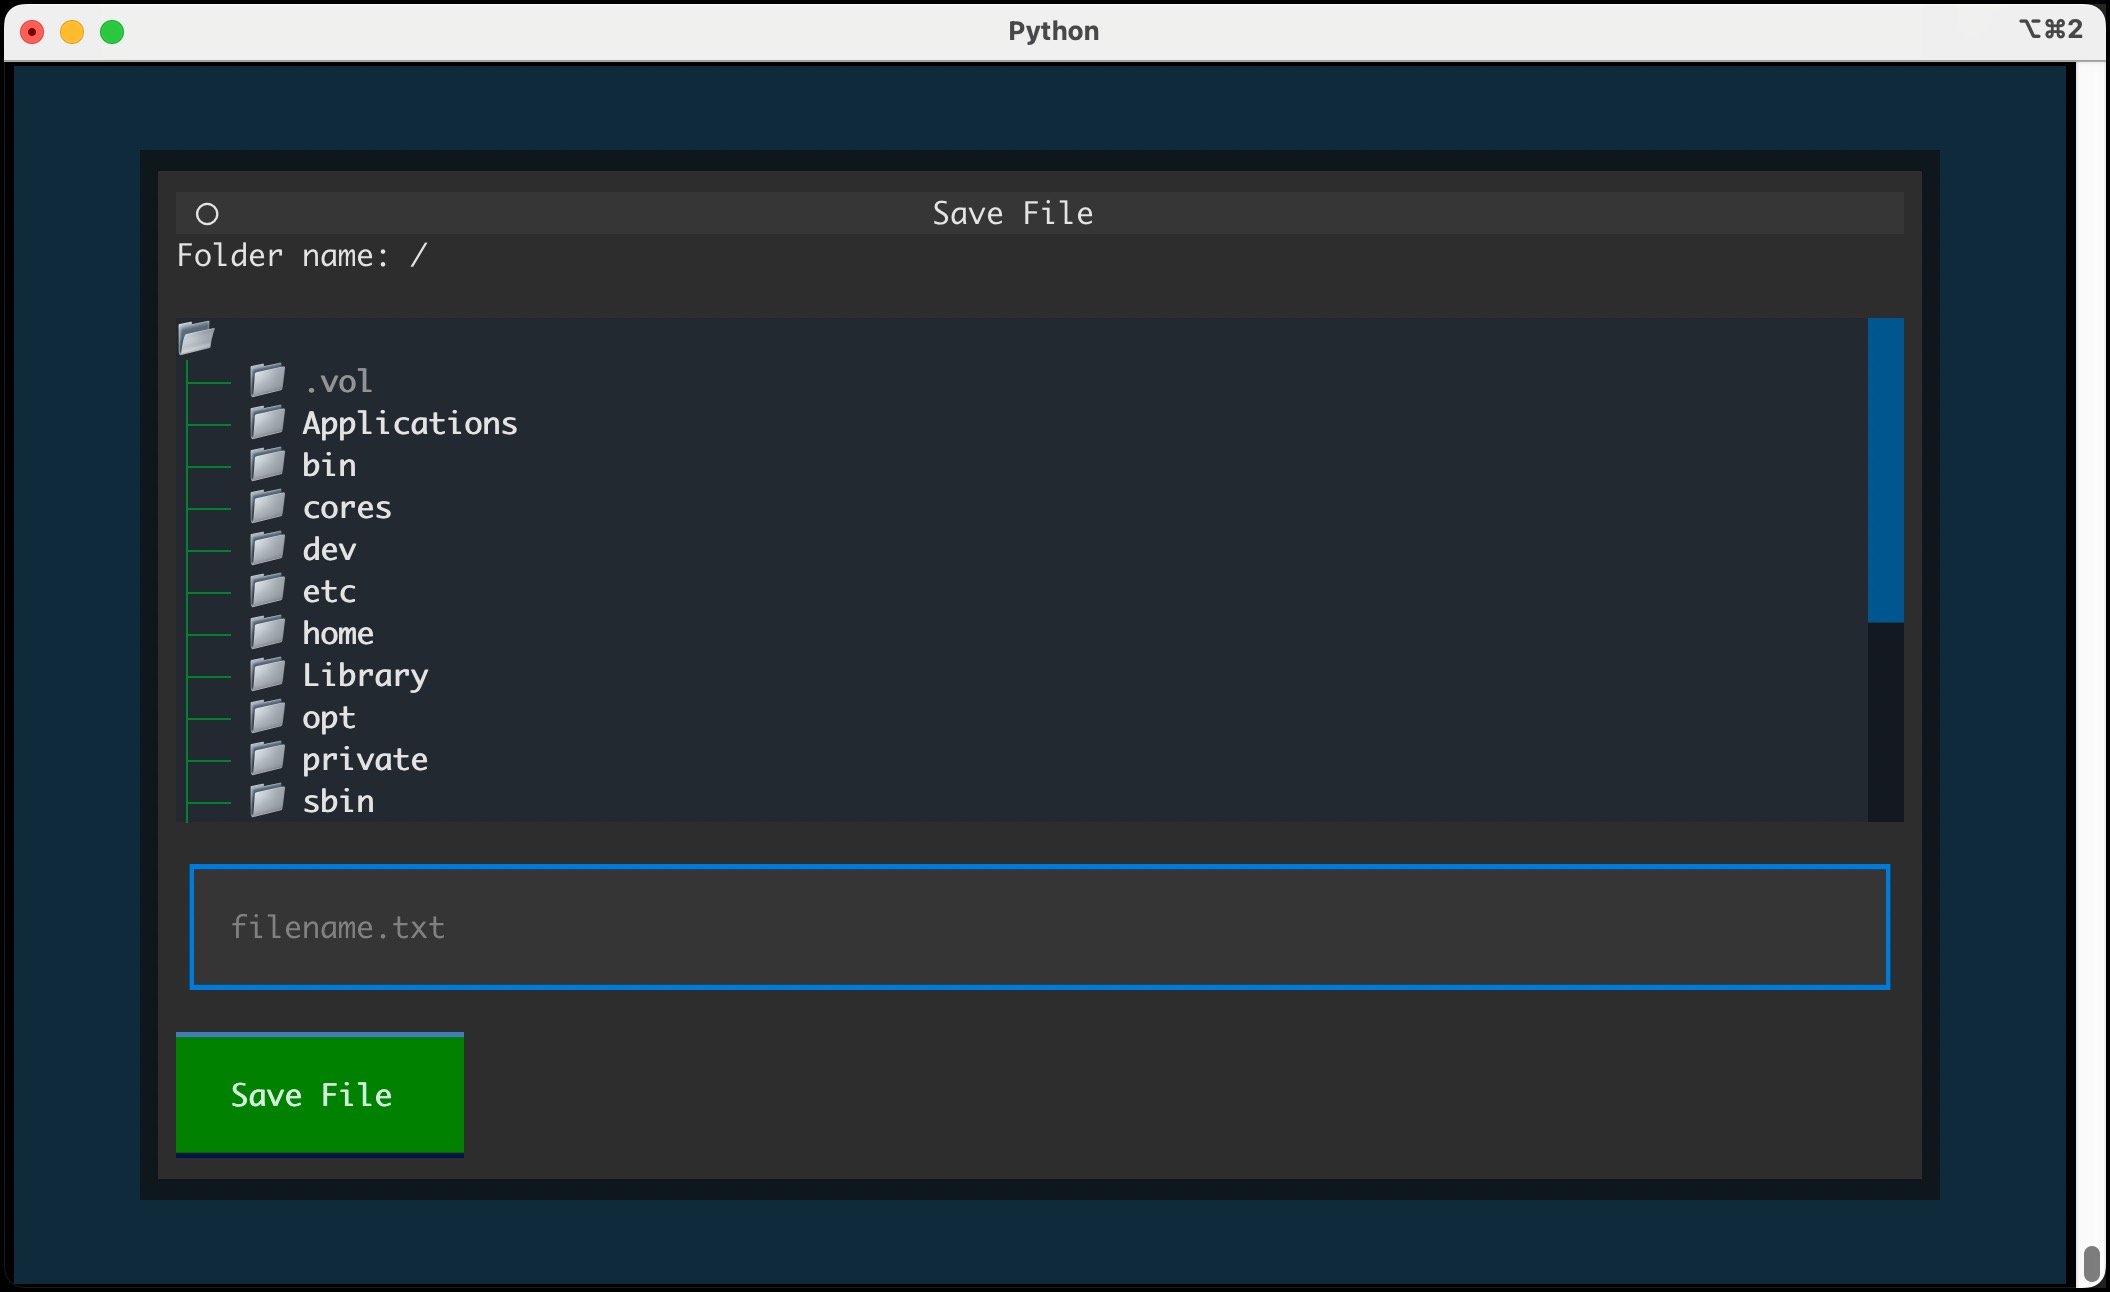 Python
⌥⌘2
Save File
Folder name: /
.vol
Applications
bin
cores
dev
etc
home
Library
opt
private
sbin
filename.txt
Save File